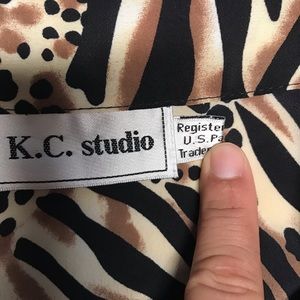 K.C. studio
Register
U.S.Pa
Trade